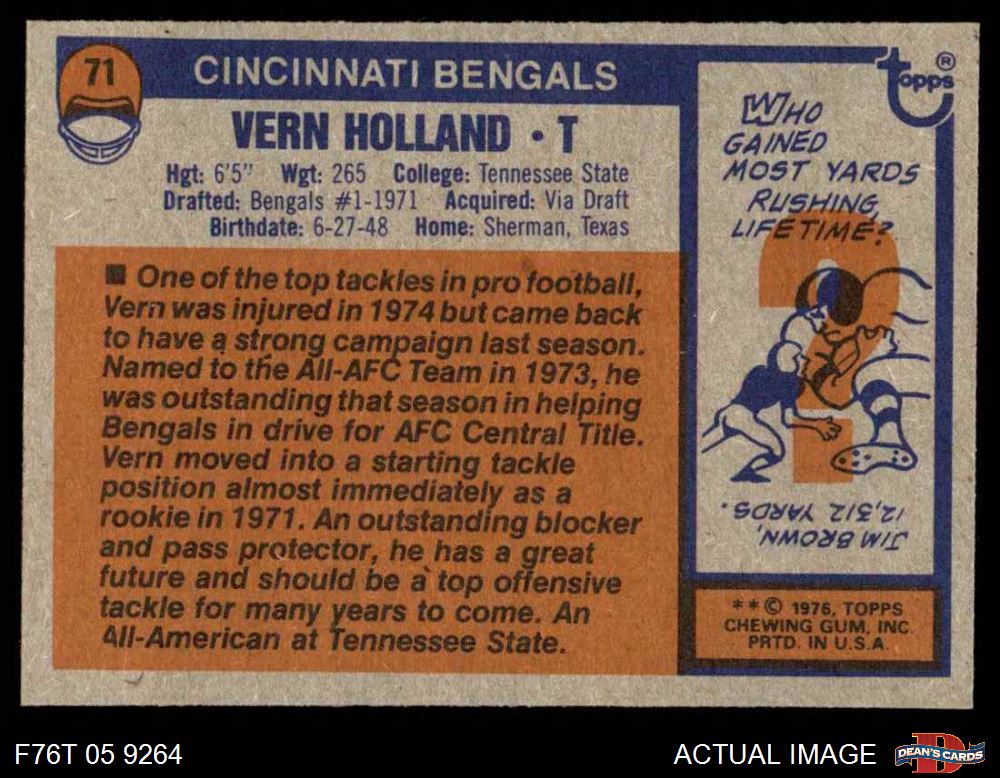 71
CINCINNATI BENGALS
VERN HOLLAND • T
Hgt: 6'5" Wgt: 265 College: Tennessee State
Drafted: Bengals #1-1971 Acquired: Via Draft
Birthdate: 6-27-48 Home: Sherman, Texas
■ One of the top tackles in pro football,
Vern was injured in 1974 but came back
to have a strong campaign last season.
Named to the All-AFC Team in 1973, he
was outstanding that season in helping
Bengals in drive for AFC Central Title.
Vern moved into a starting tackle
position almost immediately as a
rookie in 1971. An outstanding blocker
and pass protector, he has a great
future and should be a top offensive
tackle for many years to come. An
All-American at Tennessee State.
topps ®
WHO
GAINED
MOST YARDS
RUSHING,
LIFETIME?
?
JIM BROWN,
12,312 YARDS.
**© 1976, TOPPS
CHEWING GUM, INC.
PRTD. IN U.S.A.
F76T 05 9264
ACTUAL IMAGE
D
DEAN'S CARDS